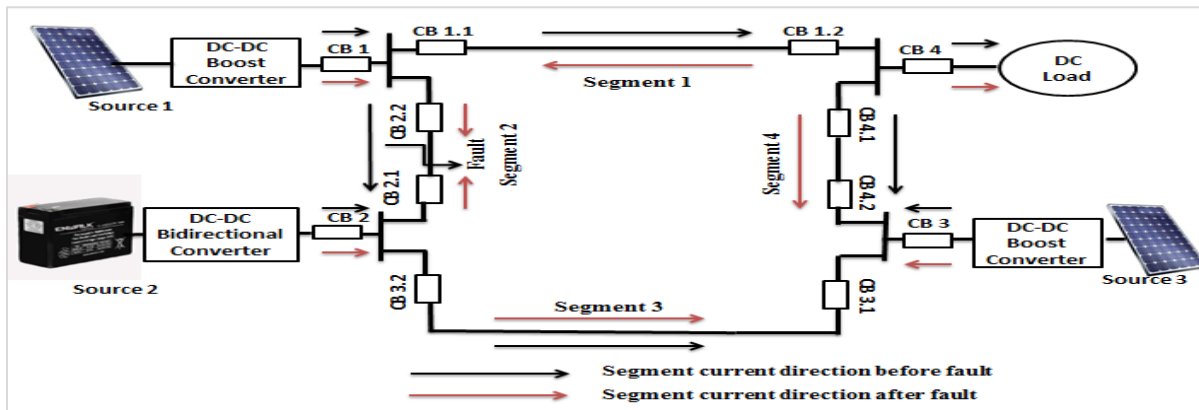 CB 1.1
CB 1.2
DC-DC
Boost
Converter
CB 1
CB 4
DC
Load
Segment 1
Source 1
CB 2.2
Fault
Segment 2
Segment 4
CB 4.1
CB 2.1
CB 4.2
DC-DC
Bidirectional
Converter
CB 2
CB 3
DC-DC
Boost
Converter
Source 2
CB 3.2
CB 3.1
Source 3
Segment 3
Segment current direction before fault
Segment current direction after fault